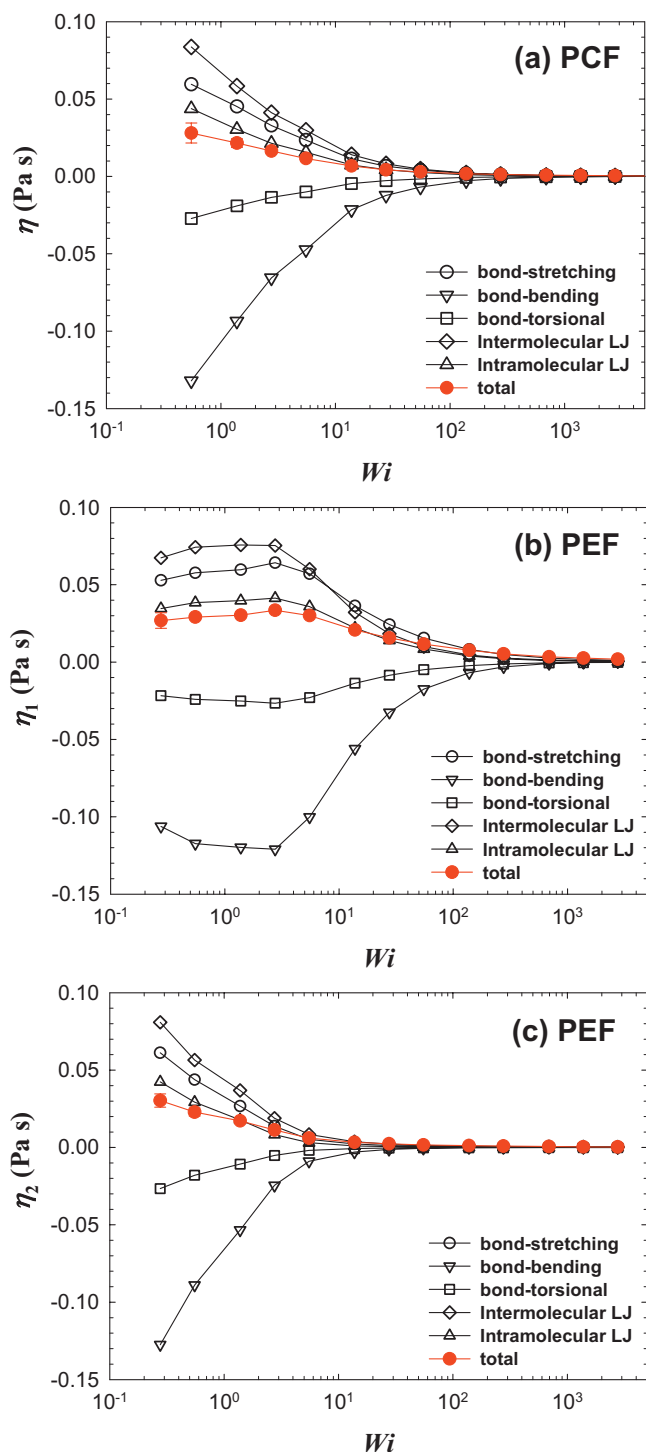 (a) PCF
0.10
0.05
0.00
-0.05
-0.10
-0.15
η (Pa s)
bond-stretching
bond-bending
bond-torsional
Intermolecular LJ
Intramolecular LJ
total
10⁻¹ 10⁰ 10¹ 10² 10³
Wi
(b) PEF
0.10
0.05
0.00
-0.05
-0.10
-0.15
η₁ (Pa s)
bond-stretching
bond-bending
bond-torsional
Intermolecular LJ
Intramolecular LJ
total
10⁻¹ 10⁰ 10¹ 10² 10³
Wi
(c) PEF
0.10
0.05
0.00
-0.05
-0.10
-0.15
η₂ (Pa s)
bond-stretching
bond-bending
bond-torsional
Intermolecular LJ
Intramolecular LJ
total
10⁻¹ 10⁰ 10¹ 10² 10³
Wi